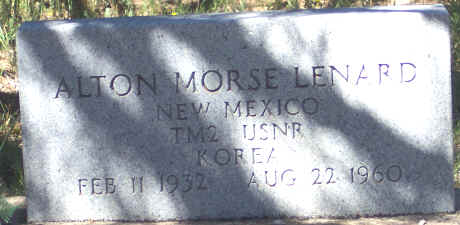 ALTON MORSE LENARD
NEW MEXICO
TM2 USNR
KOREA
FEB 11 1932 AUG 22 1960